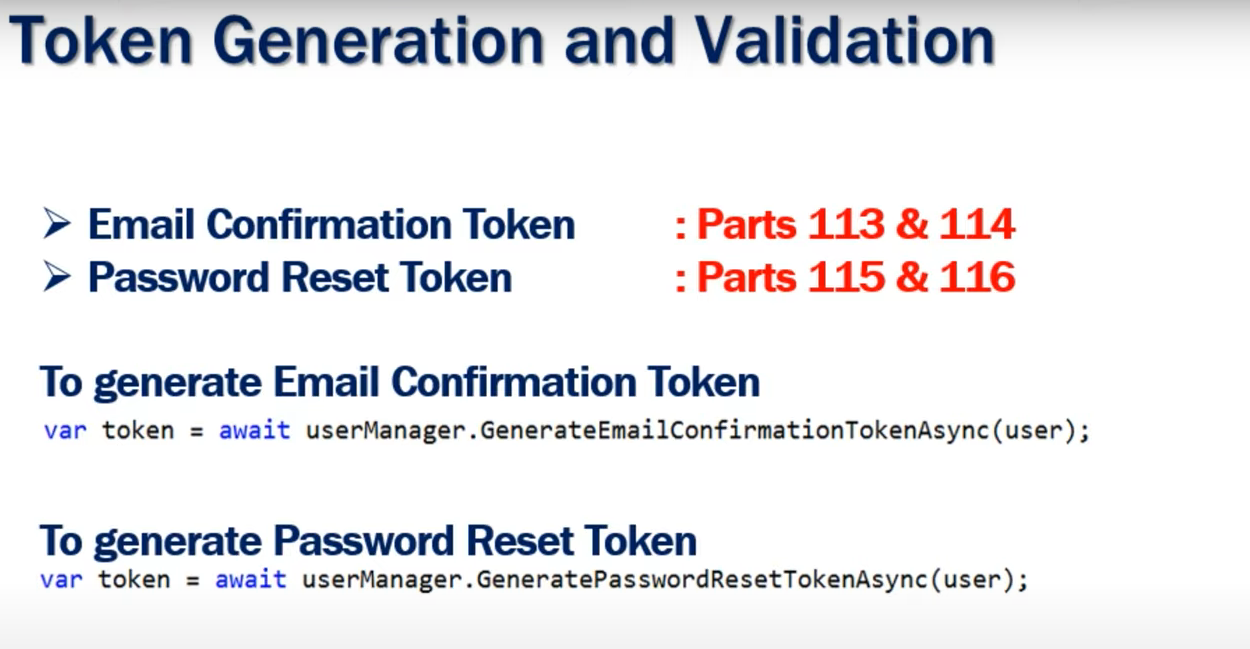 Token Generation and Validation
➢ Email Confirmation Token : Parts 113 & 114
➢ Password Reset Token : Parts 115 & 116
To generate Email Confirmation Token
var token = await userManager.GenerateEmailConfirmationTokenAsync(user);
To generate Password Reset Token
var token = await userManager.GeneratePasswordResetTokenAsync(user);